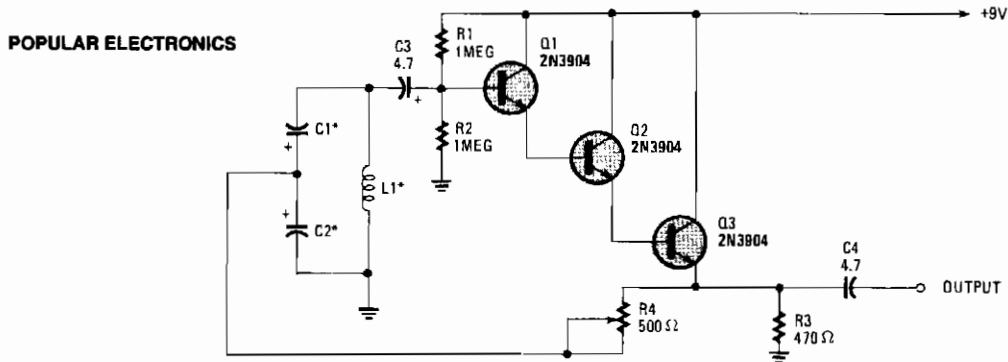 +9V
POPULAR ELECTRONICS
C3
4.7
+
R1
1MEG
Q1
2N3904
C1*
+
R2
1MEG
Q2
2N3904
L1*
+
C2*
Q3
2N3904
C4
4.7
OUTPUT
R4
500Ω
R3
470Ω